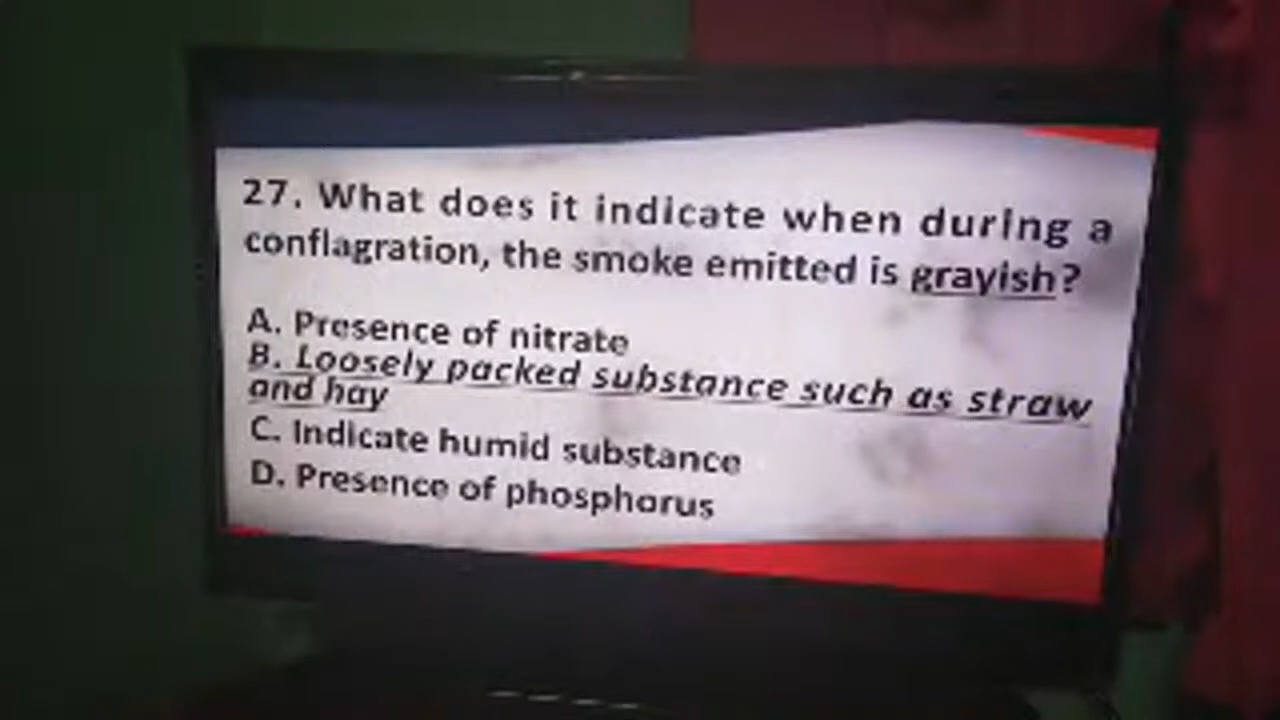 27. What does it indicate when during a
conflagration, the smoke emitted is grayish?
A. Presence of nitrate
B. Loosely packed substance such as straw
and hay
C. Indicate humid substance
D. Presence of phosphorus